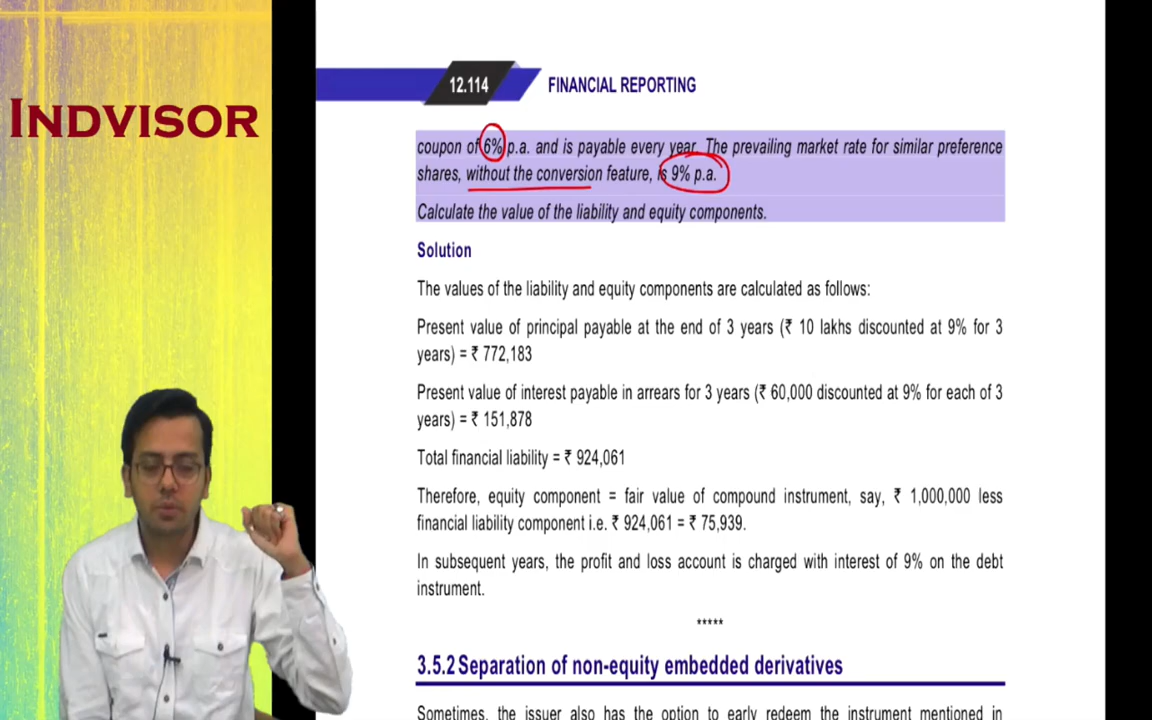 INDVISOR
12.114 FINANCIAL REPORTING
coupon of 6% p.a. and is payable every year. The prevailing market rate for similar preference
shares, without the conversion feature, is 9% p.a.
Calculate the value of the liability and equity components.
Solution
The values of the liability and equity components are calculated as follows:
Present value of principal payable at the end of 3 years (₹ 10 lakhs discounted at 9% for 3
years) = ₹ 772,183
Present value of interest payable in arrears for 3 years (₹ 60,000 discounted at 9% for each of 3
years) = ₹ 151,878
Total financial liability = ₹ 924,061
Therefore, equity component = fair value of compound instrument, say, ₹ 1,000,000 less
financial liability component i.e. ₹ 924,061 = ₹ 75,939.
In subsequent years, the profit and loss account is charged with interest of 9% on the debt
instrument.
*****
3.5.2 Separation of non-equity embedded derivatives
Sometimes, the issuer also has the option to early redeem the instrument mentioned in